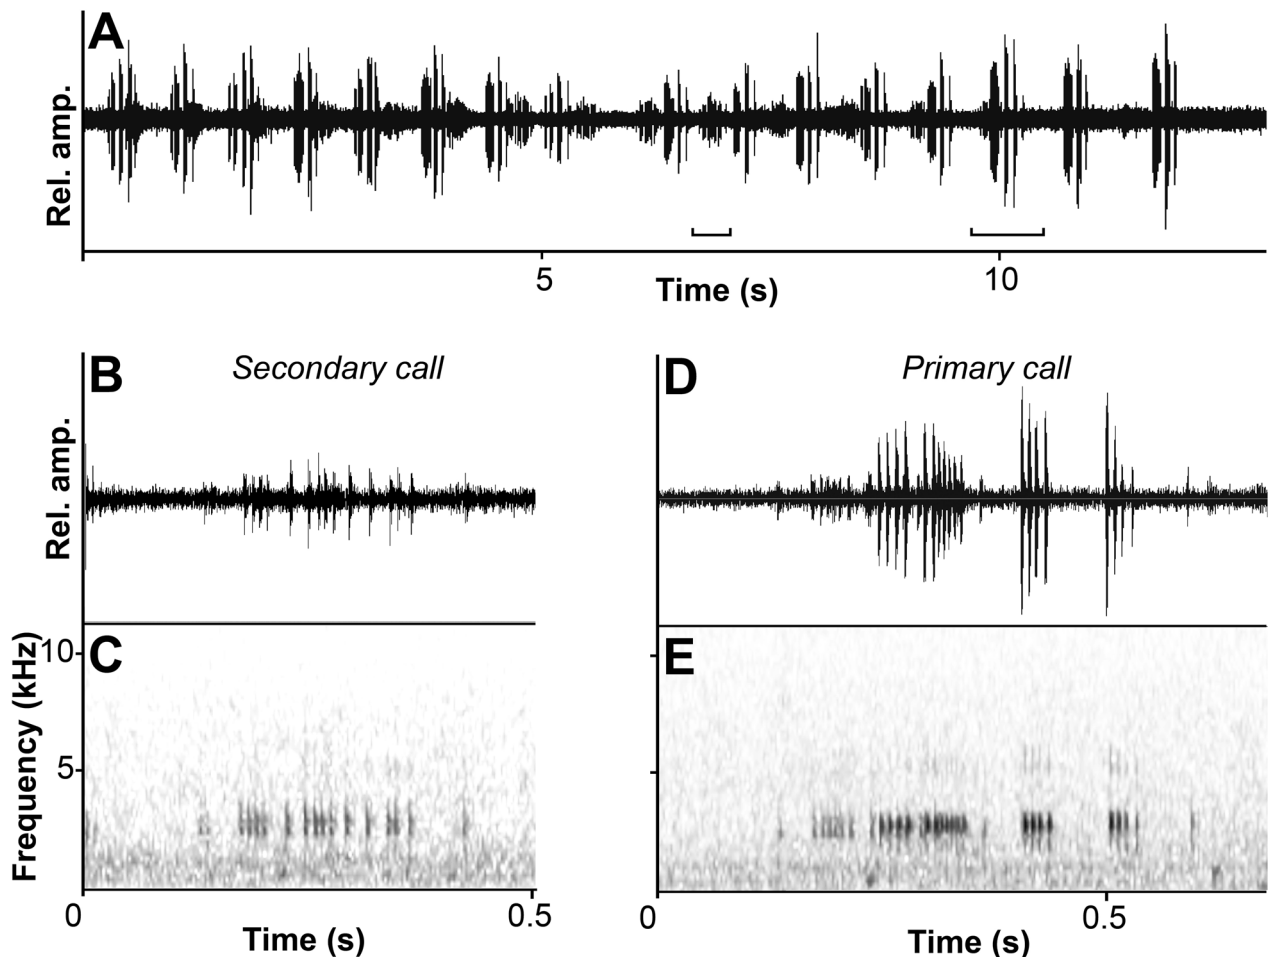 A
Rel. amp.
5
10
Time (s)
B
Secondary call
Rel. amp.
D
Primary call
C
10
5
Frequency (kHz)
0
0.5
Time (s)
E
0
0.5
Time (s)